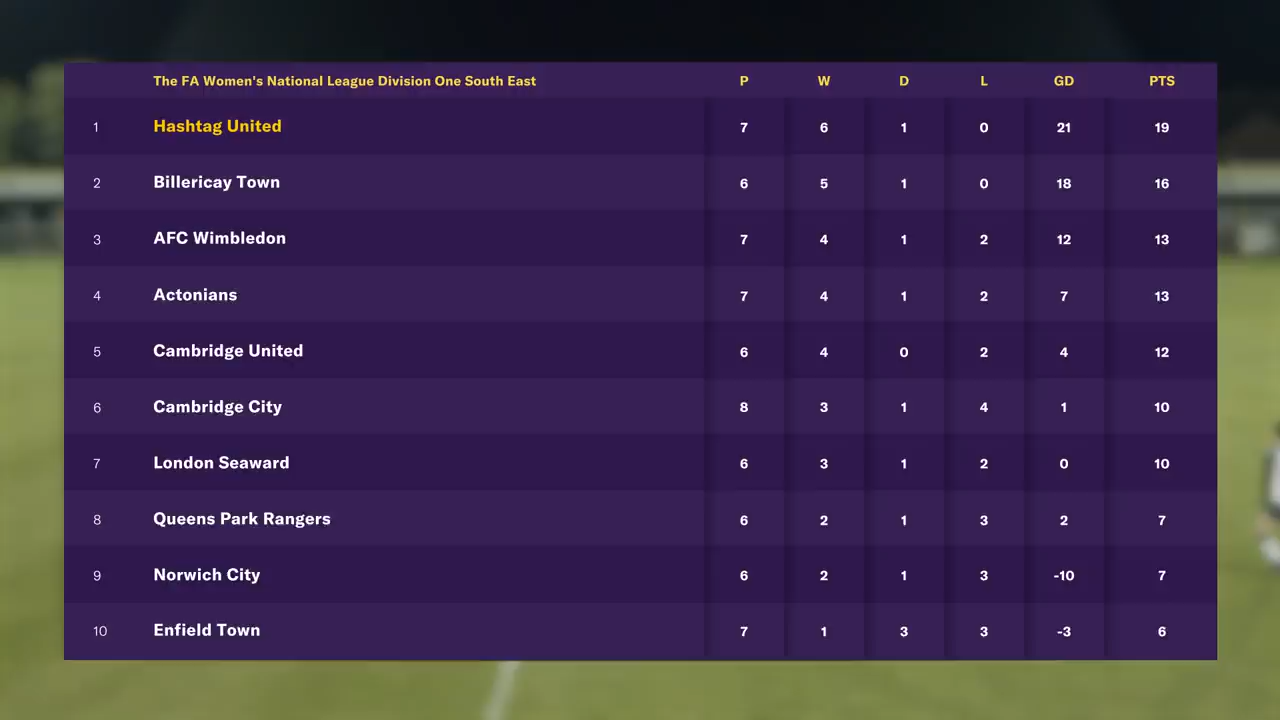 The FA Women's National League Division One South East P W D L GD PTS
1 Hashtag United 7 6 1 0 21 19
2 Billericay Town 6 5 1 0 18 16
3 AFC Wimbledon 7 4 1 2 12 13
4 Actonians 7 4 1 2 7 13
5 Cambridge United 6 4 0 2 4 12
6 Cambridge City 8 3 1 4 1 10
7 London Seaward 6 3 1 2 0 10
8 Queens Park Rangers 6 2 1 3 2 7
9 Norwich City 6 2 1 3 -10 7
10 Enfield Town 7 1 3 3 -3 6